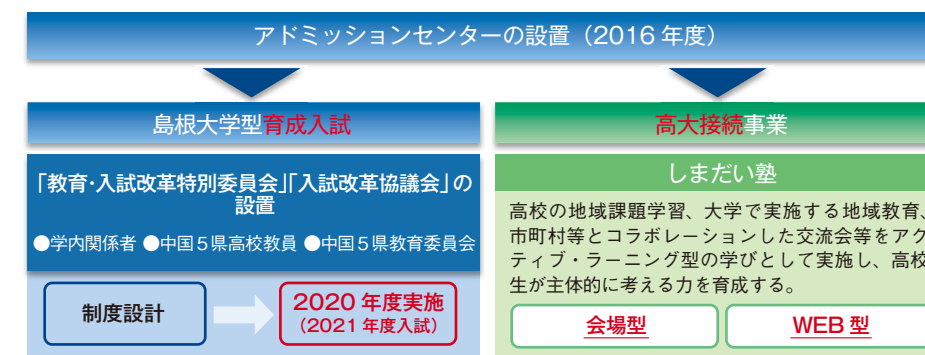 アドミッションセンターの設置（2016 年度）
島根大学型育成入試
「教育・入試改革特別委員会」「入試改革協議会」の
設置
●学内関係者 ●中国５県高校教員 ●中国５県教育委員会
制度設計
2020 年度実施
（2021 年度入試）
高大接続事業
しまだい塾
高校の地域課題学習、大学で実施する地域教育、
市町村等とコラボレーションした交流会等をアク
ティブ・ラーニング型の学びとして実施し、高校
生が主体的に考える力を育成する。
会場型
WEB 型